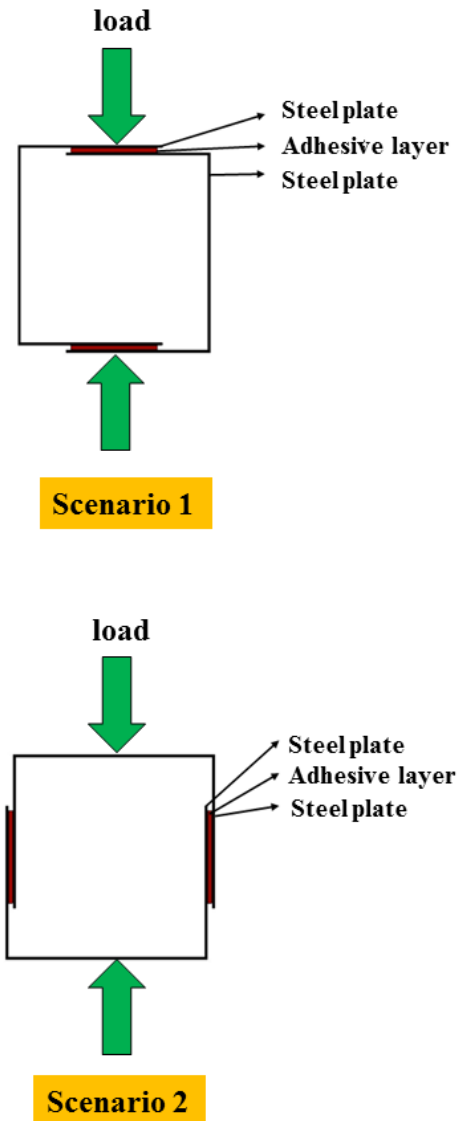 load
Steel plate
Adhesive layer
Steel plate
Scenario 1
load
Steel plate
Adhesive layer
Steel plate
Scenario 2